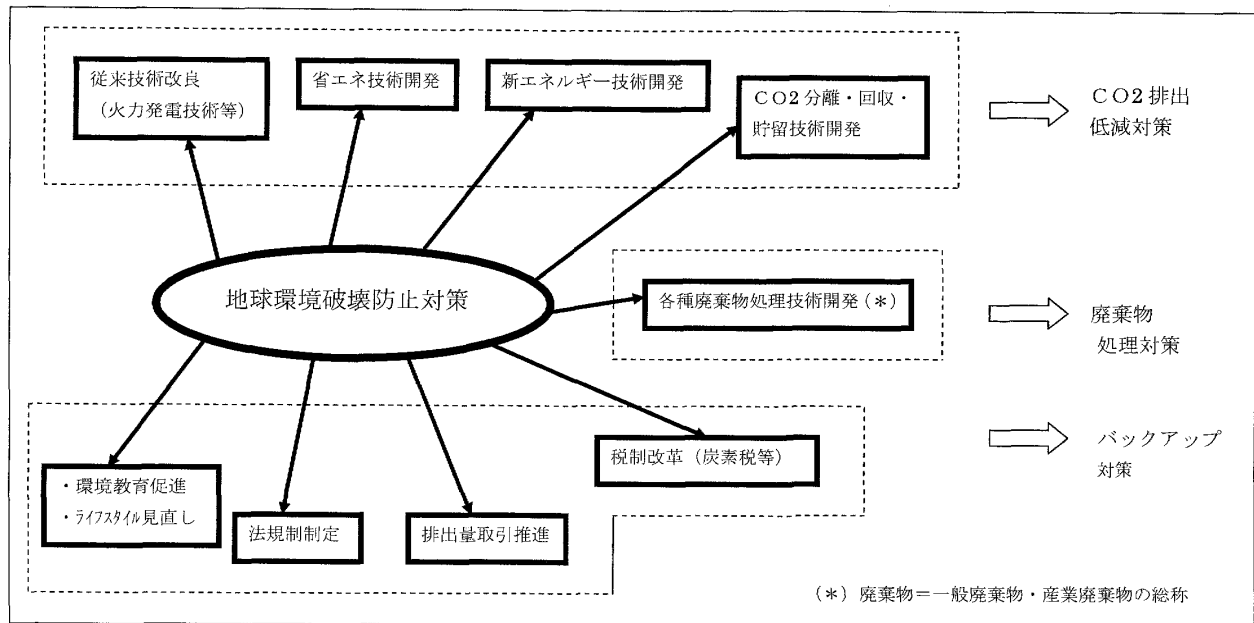 従来技術改良
（火力発電技術等）
省エネ技術開発
新エネルギー技術開発
ＣＯ2 分離・回収・
貯留技術開発
ＣＯ2 排出
低減対策
地球環境破壊防止対策
各種廃棄物処理技術開発（＊）
廃棄物
処理対策
・環境教育促進
・ﾗｲﾌｽﾀｲﾙ見直し
法規制制定
排出量取引推進
税制改革（炭素税等）
バックアップ
対策
（＊）廃棄物＝一般廃棄物・産業廃棄物の総称